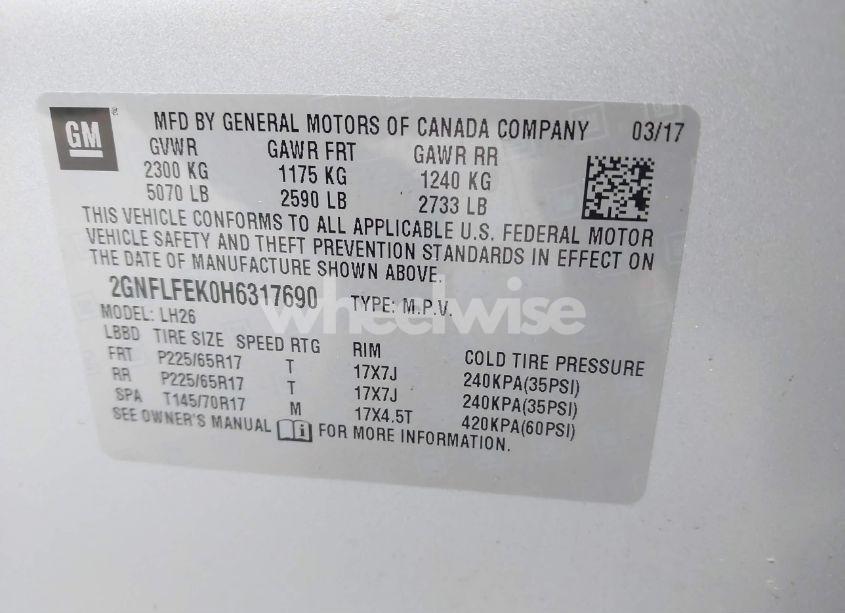 GM
MFD BY GENERAL MOTORS OF CANADA COMPANY 03/17
GVWR GAWR FRT GAWR RR
2300 KG 1175 KG 1240 KG
5070 LB 2590 LB 2733 LB
THIS VEHICLE CONFORMS TO ALL APPLICABLE U.S. FEDERAL MOTOR
VEHICLE SAFETY AND THEFT PREVENTION STANDARDS IN EFFECT ON
THE DATE OF MANUFACTURE SHOWN ABOVE.
2GNFLFEK0H6317690 TYPE: M.P.V.
wheelwise
MODEL: LH26
LBBD TIRE SIZE SPEED RTG RIM COLD TIRE PRESSURE
FRT P225/65R17 T 17X7J 240KPA(35PSI)
RR P225/65R17 T 17X7J 240KPA(35PSI)
SPA T145/70R17 M 17X4.5T 420KPA(60PSI)
SEE OWNER'S MANUAL i FOR MORE INFORMATION.